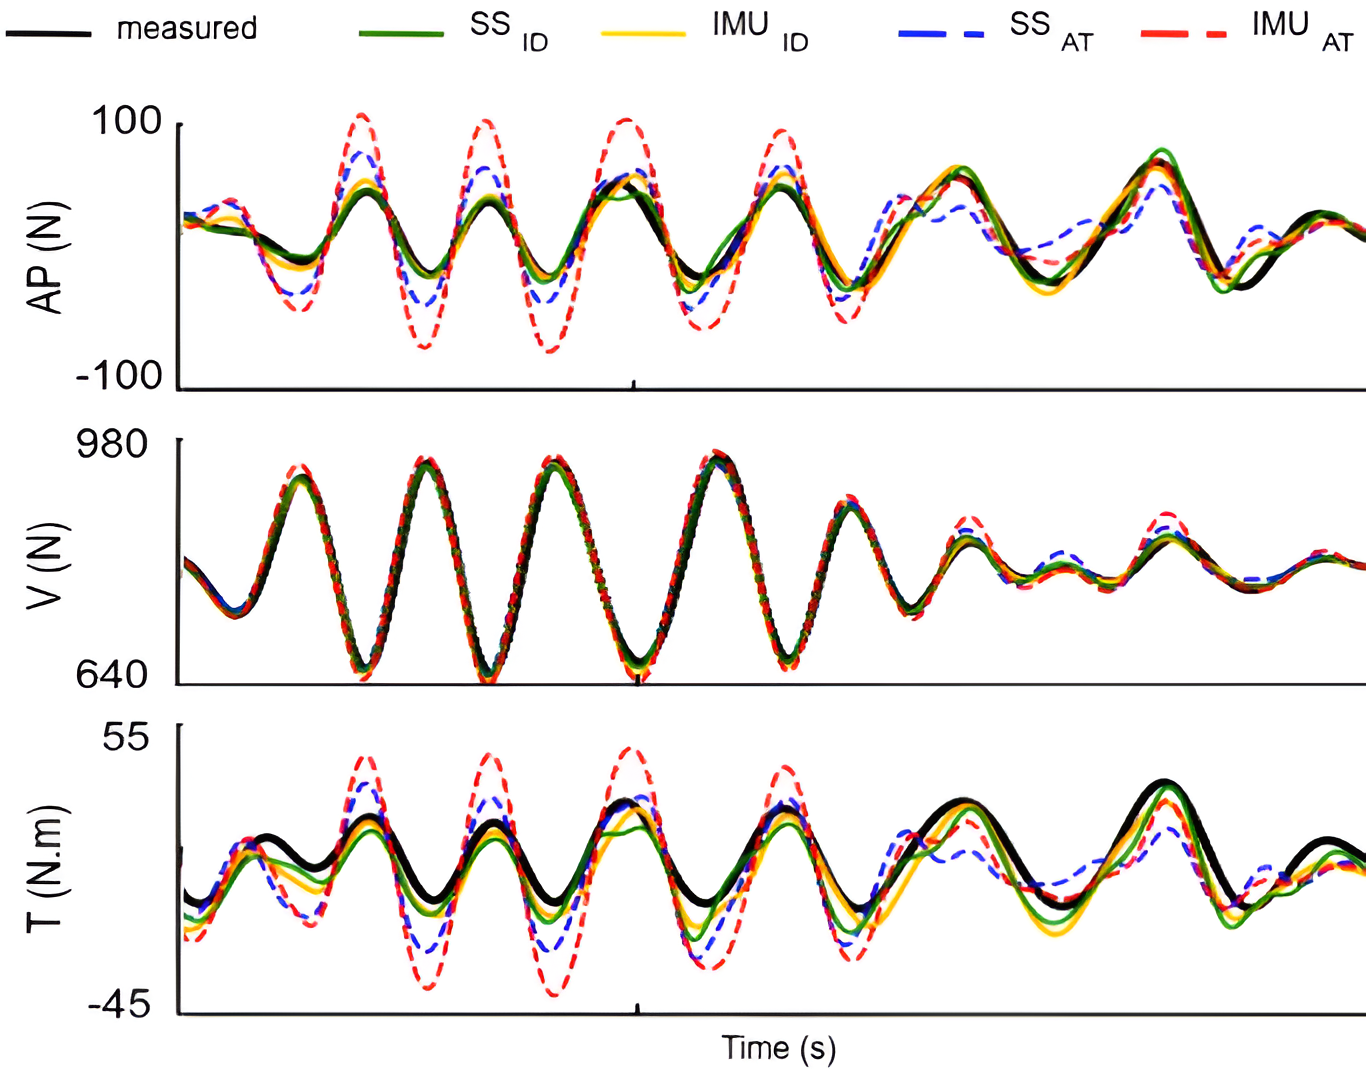 measured SS ID IMU ID SS AT IMU AT
100
AP (N)
-100
980
V (N)
640
55
T (N.m)
-45
Time (s)